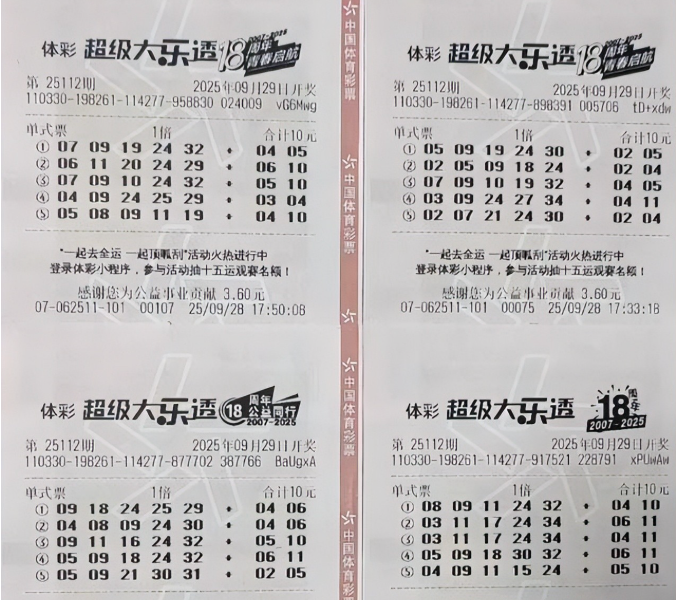 体彩 超级大乐透 18周年 青春启航 2007-2025
第 25112期 2025年09月29日开奖
110330-198261-114277-958830 024009 vG6Mwg
单式票 1倍 合计10元
① 07 09 19 24 32 + 04 05
② 06 11 20 24 29 + 06 10
③ 07 09 10 24 32 + 05 10
④ 04 09 24 25 29 + 03 04
⑤ 05 08 09 11 19 + 04 10
"一起去全运 一起顶呱刮"活动火热进行中
登录体彩小程序，参与活动抽十五运观赛名额！
感谢您为公益事业贡献 3.60元
07-062511-101 00107 25/09/28 17:50:08
中国体育彩票
中国体育彩票
体彩 超级大乐透 18周年 青春启航 2007-2025
第 25112期 2025年09月29日开奖
110330-198261-114277-898391 005706 tD+xdw
单式票 1倍 合计10元
① 05 09 19 24 30 + 02 05
② 02 05 09 18 24 + 02 04
③ 07 09 10 19 32 + 04 05
④ 03 09 24 27 34 + 04 11
⑤ 02 07 21 24 30 + 02 04
"一起去全运 一起顶呱刮"活动火热进行中
登录体彩小程序，参与活动抽十五运观赛名额！
感谢您为公益事业贡献 3.60元
07-062511-101 00075 25/09/28 17:33:18
体彩 超级大乐透 18周年 公益同行 2007-2025
第 25112期 2025年09月29日开奖
110330-198261-114277-877702 387766 BaUgxA
单式票 1倍 合计10元
① 09 18 24 25 29 + 04 06
② 04 08 09 24 30 + 04 06
③ 09 11 16 24 32 + 05 10
④ 05 09 18 24 32 + 06 11
⑤ 05 09 21 30 31 + 02 05
中国体育彩票
中国体育彩票
体彩 超级大乐透 18周年 2007-2025
第 25112期 2025年09月29日开奖
110330-198261-114277-917521 228791 xPUwAw
单式票 1倍 合计10元
① 08 09 11 24 32 + 04 10
② 03 11 17 24 34 + 06 11
③ 03 11 17 24 34 + 04 11
④ 05 09 18 30 32 + 06 11
⑤ 04 09 11 15 24 + 05 10